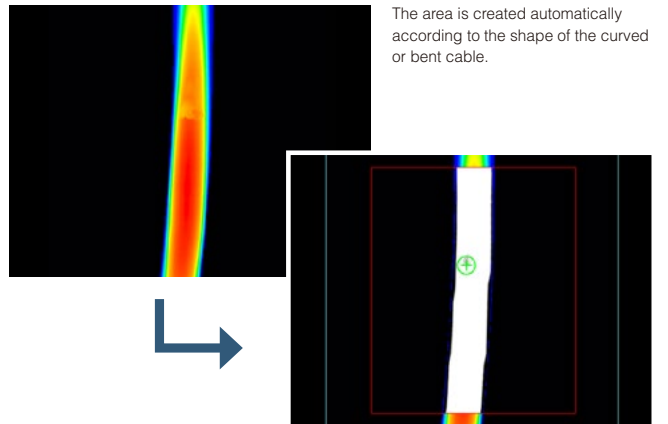 The area is created automatically
according to the shape of the curved
or bent cable.